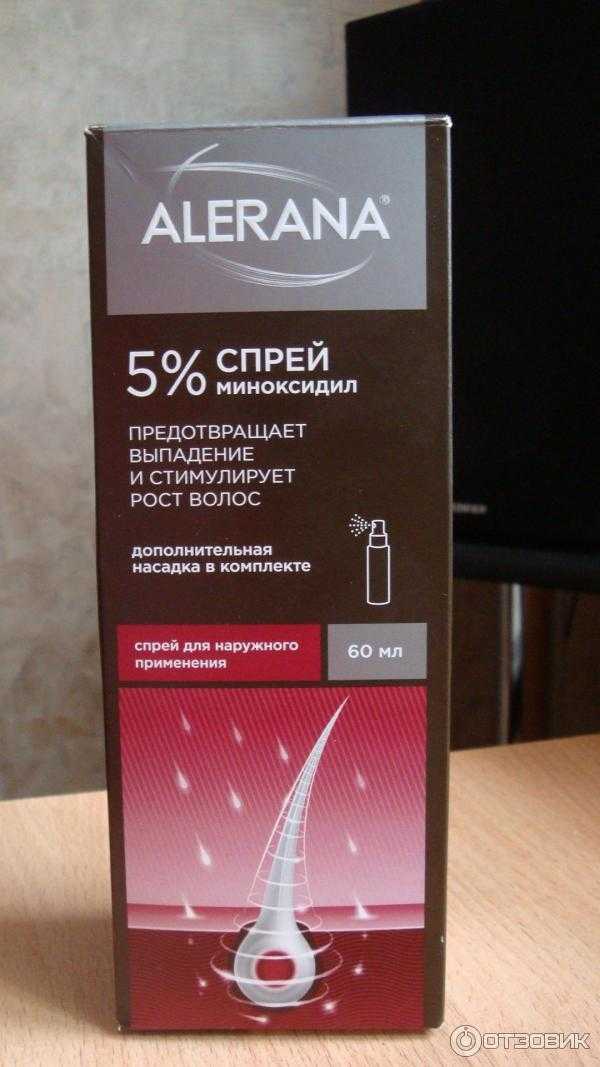 ALERANA®
5% СПРЕЙ
миноксидил
ПРЕДОТВРАЩАЕТ
ВЫПАДЕНИЕ
И СТИМУЛИРУЕТ
РОСТ ВОЛОС
дополнительная
насадка в комплекте
спрей для наружного
применения
60 мл
ОТЗОВИК